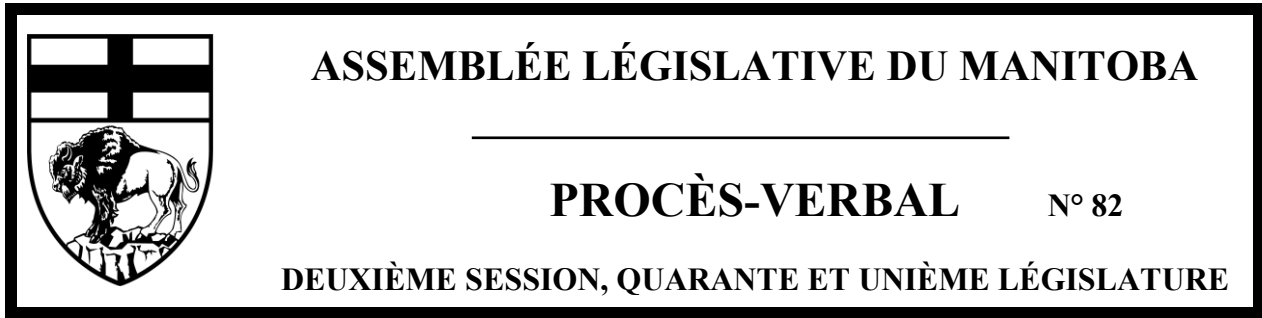 ASSEMBLÉE LÉGISLATIVE DU MANITOBA
PROCÈS-VERBAL N° 82
DEUXIÈME SESSION, QUARANTE ET UNIÈME LÉGISLATURE